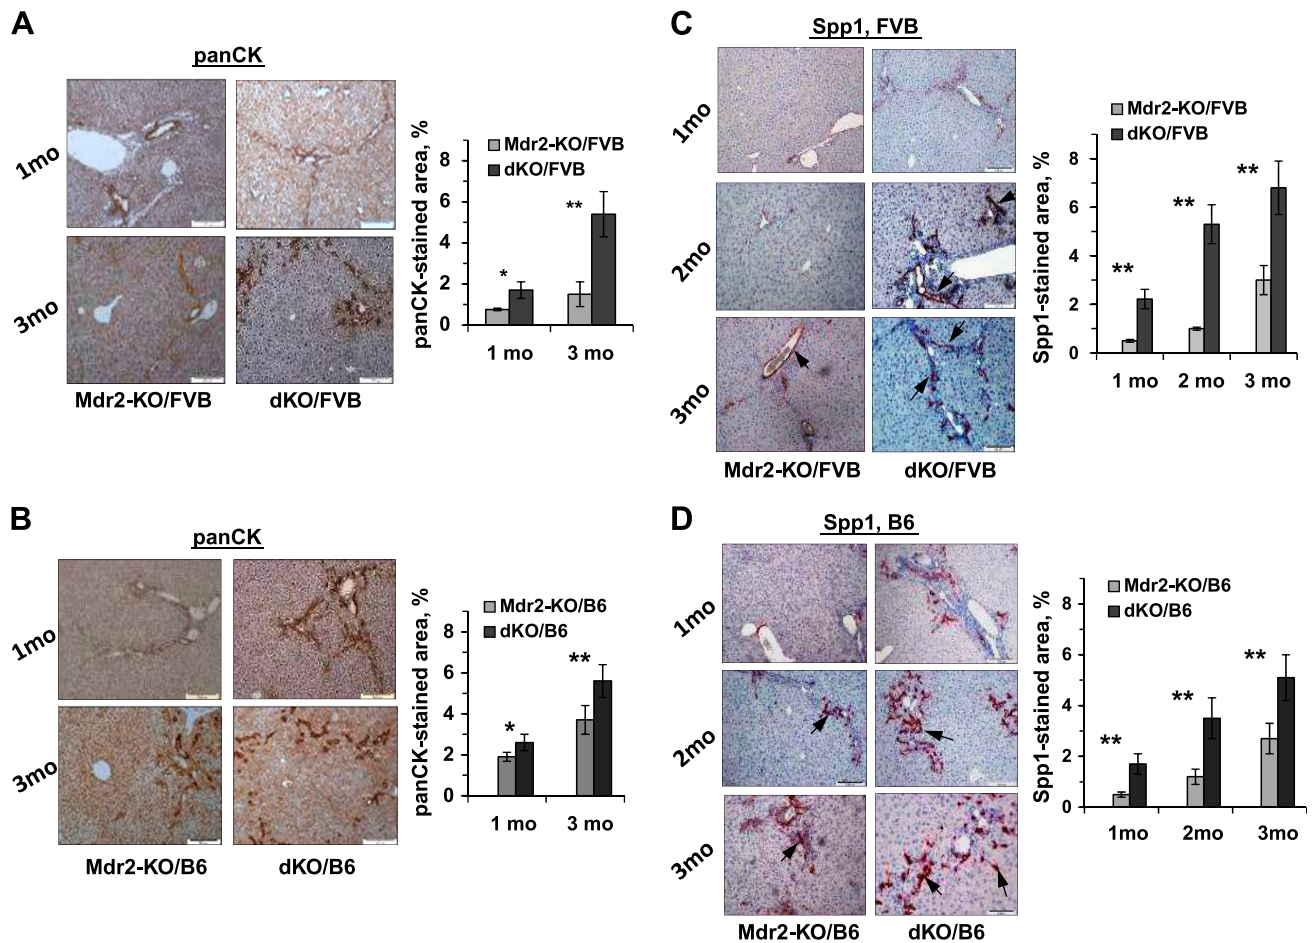 A
panCK
1mo
3mo
Mdr2-KO/FVB
dKO/FVB
panCK-stained area, %
Mdr2-KO/FVB
dKO/FVB
8
6
4
2
0
*
**
1 mo
3 mo
C
Spp1, FVB
1mo
2mo
3mo
Mdr2-KO/FVB
dKO/FVB
Spp1-stained area, %
Mdr2-KO/FVB
dKO/FVB
8
6
4
2
0
**
**
**
1 mo
2 mo
3 mo
B
panCK
1mo
3mo
Mdr2-KO/B6
dKO/B6
panCK-stained area, %
Mdr2-KO/B6
dKO/B6
8
6
4
2
0
*
**
1 mo
3 mo
D
Spp1, B6
1mo
2mo
3mo
Mdr2-KO/B6
dKO/B6
Spp1-stained area, %
Mdr2-KO/B6
dKO/B6
8
6
4
2
0
**
**
**
1mo
2mo
3mo